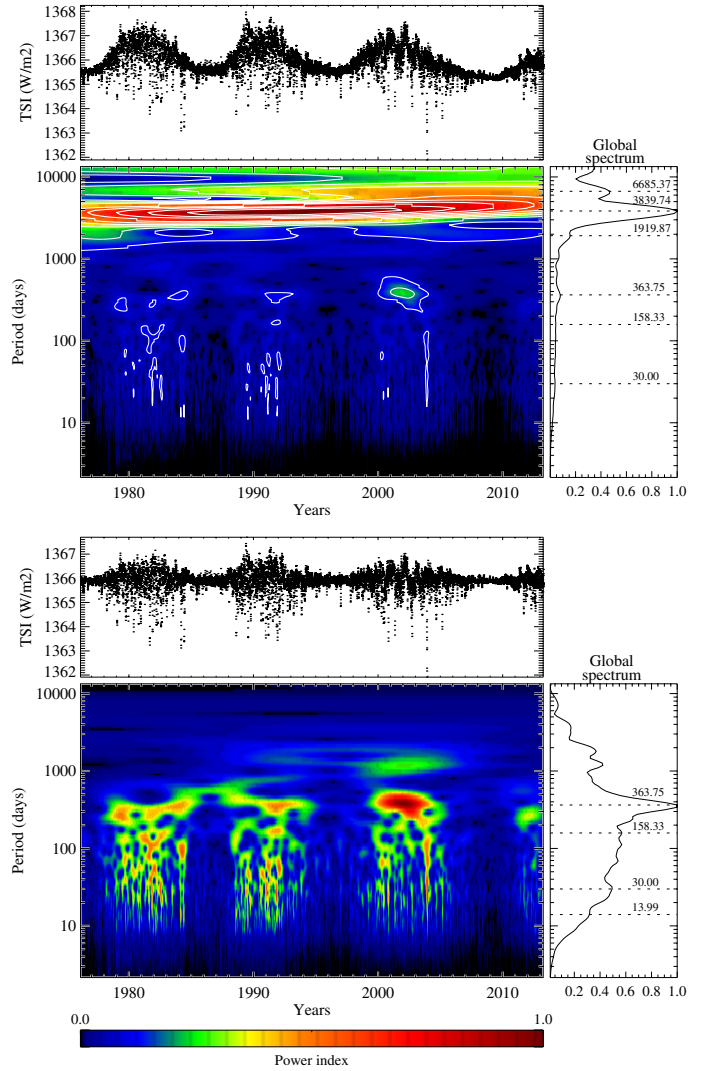 1368
1367
1366
1365
1364
1363
1362
TSI (W/m2)
Global
spectrum
10000
1000
100
10
Period (days)
6685.37
3839.74
1919.87
363.75
158.33
30.00
1980 1990 2000 2010
Years
0.2 0.4 0.6 0.8 1.0
1367
1366
1365
1364
1363
1362
TSI (W/m2)
Global
spectrum
10000
1000
100
10
Period (days)
363.75
158.33
30.00
13.99
1980 1990 2000 2010
Years
0.2 0.4 0.6 0.8 1.0
0.0 1.0
Power index